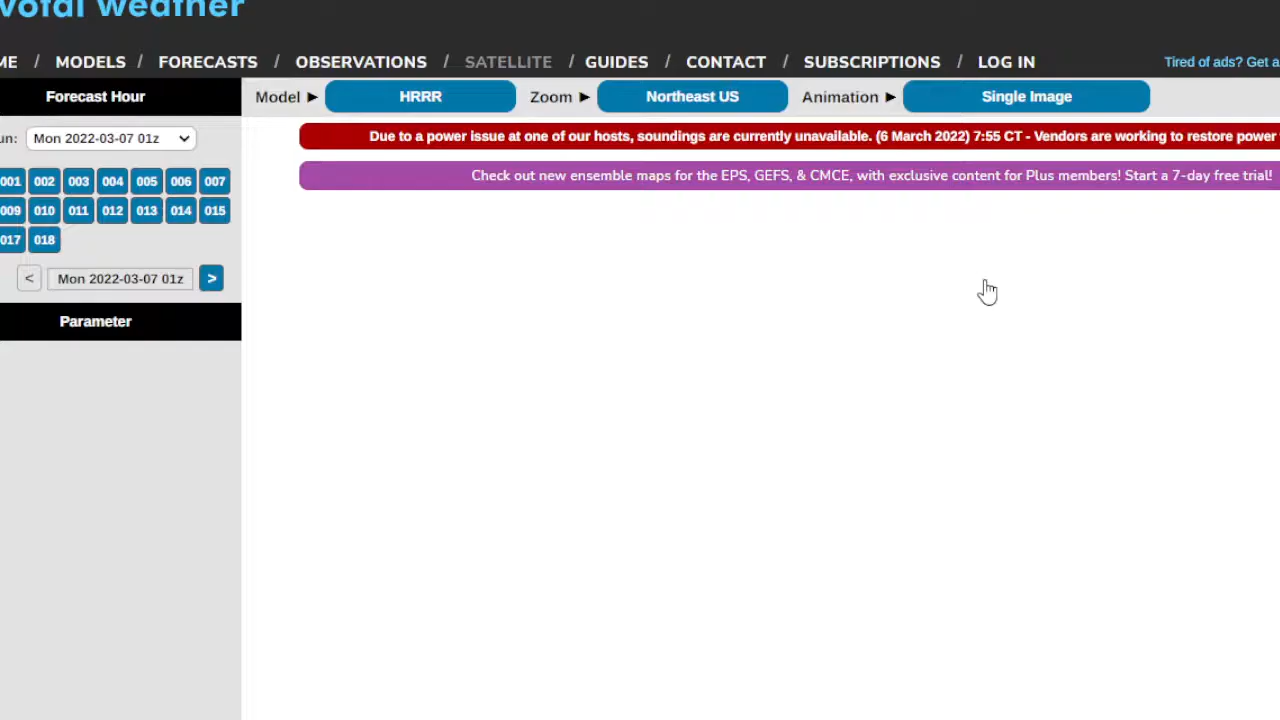 votal weather
ME / MODELS / FORECASTS / OBSERVATIONS / SATELLITE / GUIDES / CONTACT / SUBSCRIPTIONS / LOG IN Tired of ads? Get a
Forecast Hour Model ► HRRR Zoom ► Northeast US Animation ► Single Image
un: Mon 2022-03-07 01z
Due to a power issue at one of our hosts, soundings are currently unavailable. (6 March 2022) 7:55 CT - Vendors are working to restore power
Check out new ensemble maps for the EPS, GEFS, & CMCE, with exclusive content for Plus members! Start a 7-day free trial!
001 002 003 004 005 006 007
009 010 011 012 013 014 015
017 018
< Mon 2022-03-07 01z >
Parameter